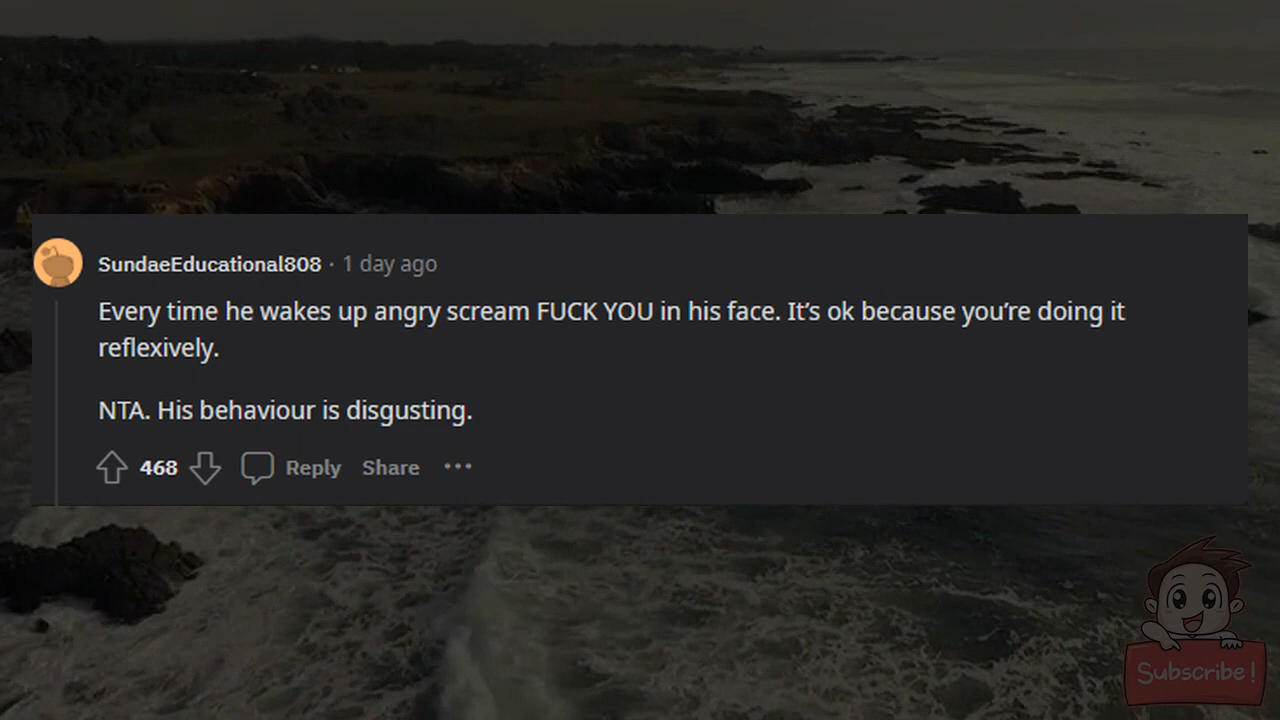 SundaeEducational808 · 1 day ago
Every time he wakes up angry scream FUCK YOU in his face. It’s ok because you’re doing it
reflexively.
NTA. His behaviour is disgusting.
468 Reply Share ···
Subscribe!